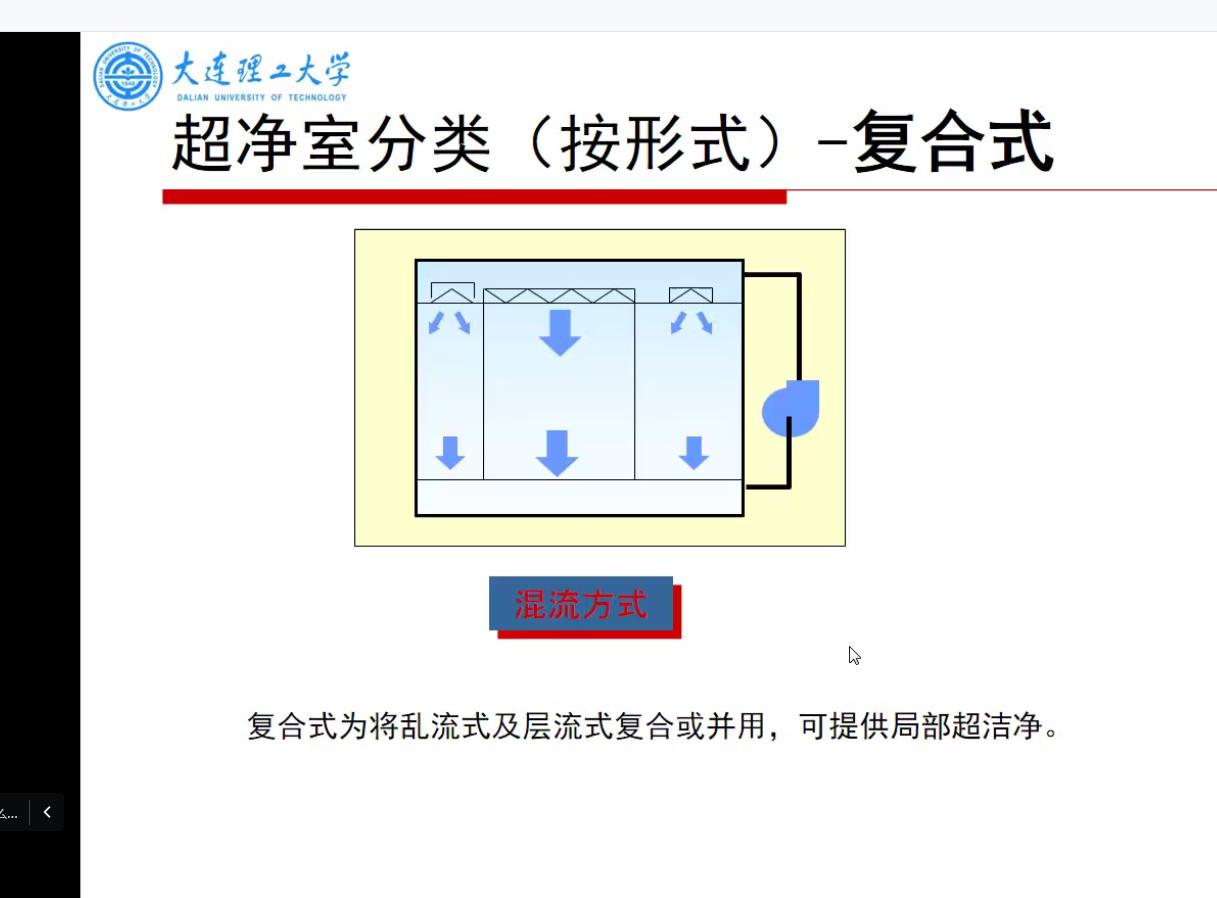 大连理工大学
DALIAN UNIVERSITY OF TECHNOLOGY
超净室分类（按形式）-复合式
混流方式
复合式为将乱流式及层流式复合或并用，可提供局部超洁净。